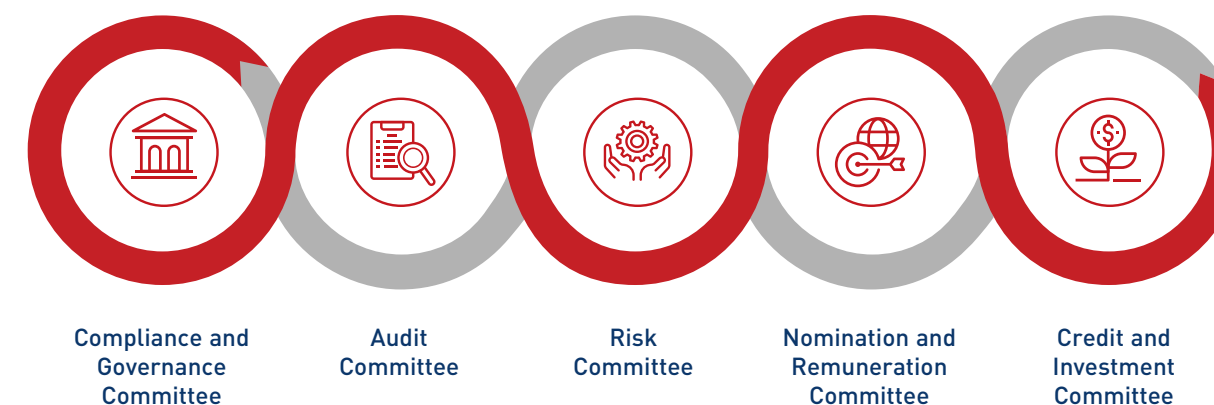 Compliance and
Governance
Committee
Audit
Committee
Risk
Committee
Nomination and
Remuneration
Committee
Credit and
Investment
Committee